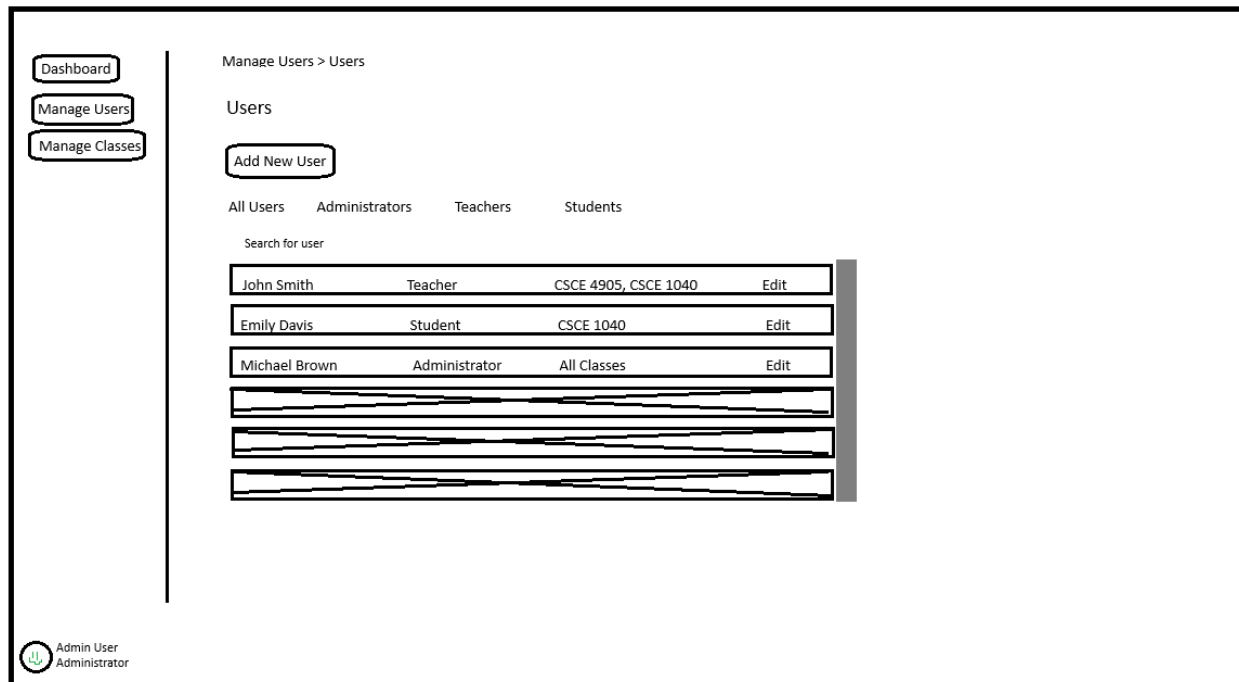 Dashboard
Manage Users
Manage Classes
Manage Users > Users
Users
Add New User
All Users Administrators Teachers Students
Search for user
John Smith Teacher CSCE 4905, CSCE 1040 Edit
Emily Davis Student CSCE 1040 Edit
Michael Brown Administrator All Classes Edit
Admin User
Administrator